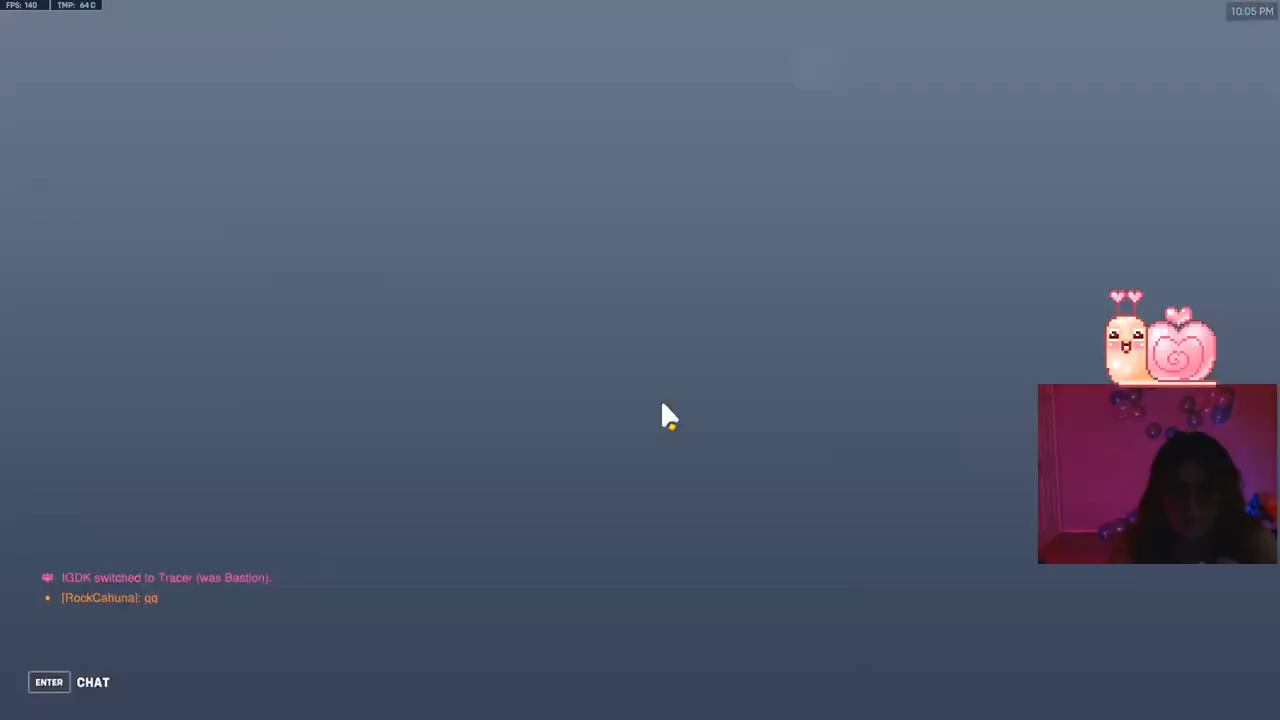 FPS: 140 TMP: 64 C
10:05 PM
IGDK switched to Tracer (was Bastion).
[RockCahuna]: gg
ENTER CHAT